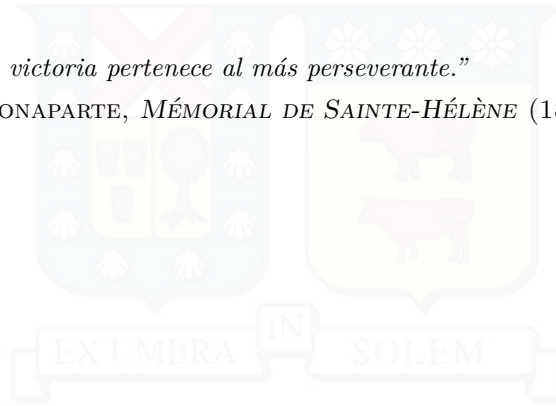 victoria pertenece al más perseverante.”
ONAPARTE, MÉMORIAL DE SAINTE-HÉLÈNE (18
IN
EX UMBRA SOLEM